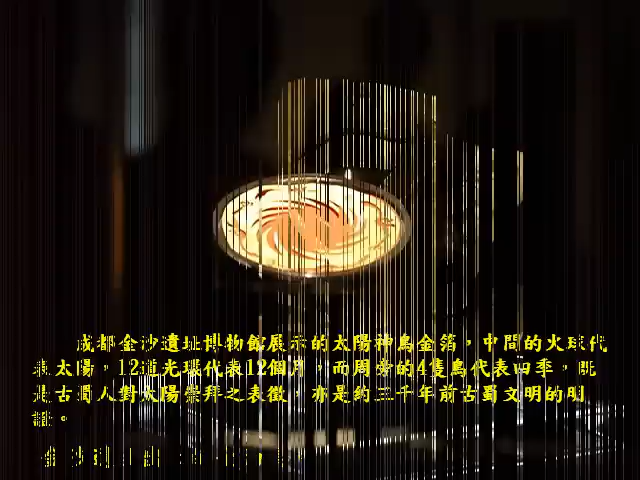 成都金沙遺址博物館展示的太陽神鳥金箔，中間的火球代
表太陽，12道光環代表12個月，而周帝的4隻鳥代表四季，既
是古蜀人對太陽崇拜之表徵，亦是約三千年前古蜀文明的明
證。